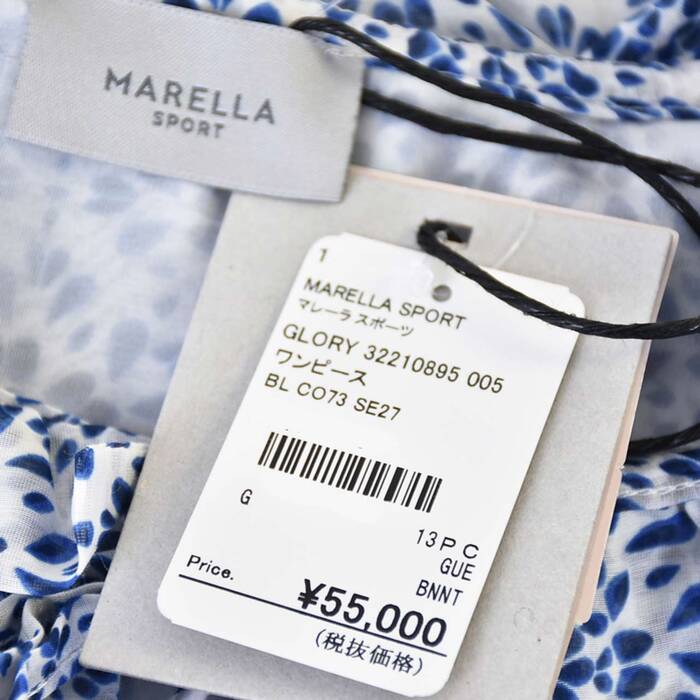 MARELLA
SPORT
1
MARELLA SPORT
マレーラスポーツ
GLORY 32210895 005
ワンピース
BL CO73 SE27
G
13PC
GUE
BNNT
Price.
¥55,000
(税抜価格)